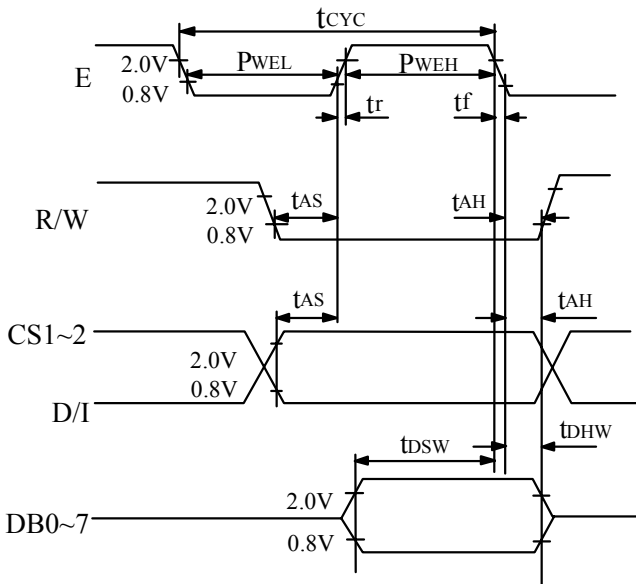 tCYC
2.0V
PWEL
PWEH
E
0.8V
tr
tf
2.0V
tAS
tAH
R/W
0.8V
tAS
tAH
CS1~2
2.0V
0.8V
D/I
tDSW
tDHW
2.0V
DB0~7
0.8V